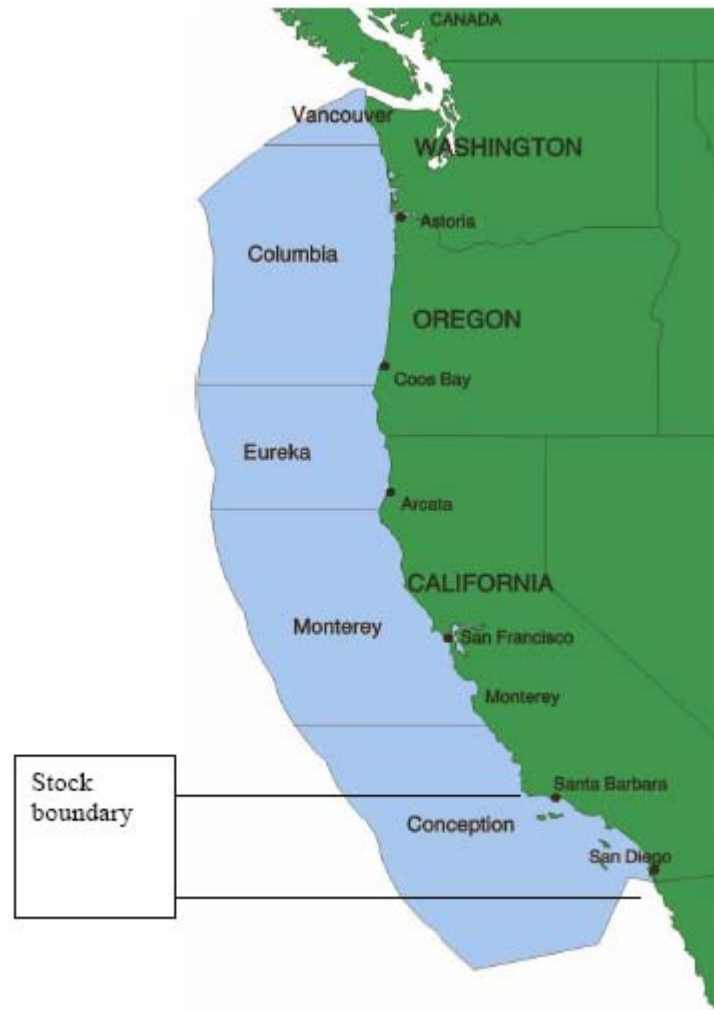 CANADA
Vancouver
WASHINGTON
Astoria
Columbia
OREGON
Coos Bay
Eureka
Arcata
CALIFORNIA
Monterey
San Francisco
Monterey
Stock
boundary
Santa Barbara
Conception
San Diego